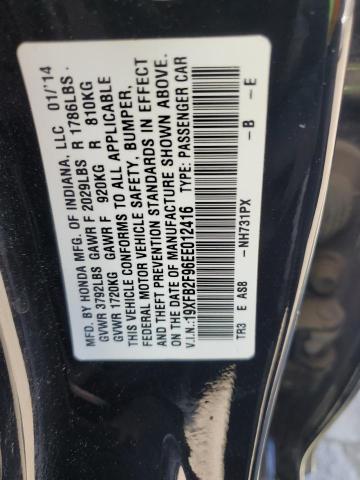 MFD. BY HONDA MFG. OF INDIANA, LLC 01/'14
GVWR 3792LBS GAWR F 2029LBS R 1786LBS
GVWR 1720KG GAWR F 920KG R 810KG
THIS VEHICLE CONFORMS TO ALL APPLICABLE
FEDERAL MOTOR VEHICLE SAFETY, BUMPER,
AND THEFT PREVENTION STANDARDS IN EFFECT
ON THE DATE OF MANUFACTURE SHOWN ABOVE.
V.I.N.: 19XFB2F96EE012416 TYPE: PASSENGER CAR
TR3 E AS8 -NH731PX -B -E